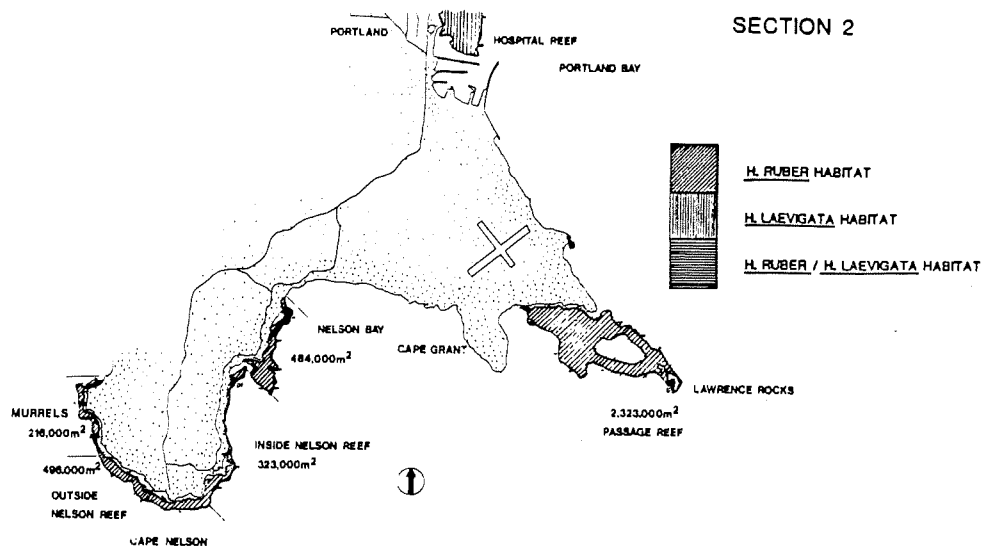 SECTION 2
PORTLAND
HOSPITAL REEF
PORTLAND BAY
H. RUBER HABITAT
H. LAEVIGATA HABITAT
H. RUBER / H. LAEVIGATA HABITAT
NELSON BAY
484,000m²
CAPE GRANT
LAWRENCE ROCKS
2,323,000m²
PASSAGE REEF
MURRELS
216,000m²
INSIDE NELSON REEF
323,000m²
496,000m²
OUTSIDE
NELSON REEF
CAPE NELSON